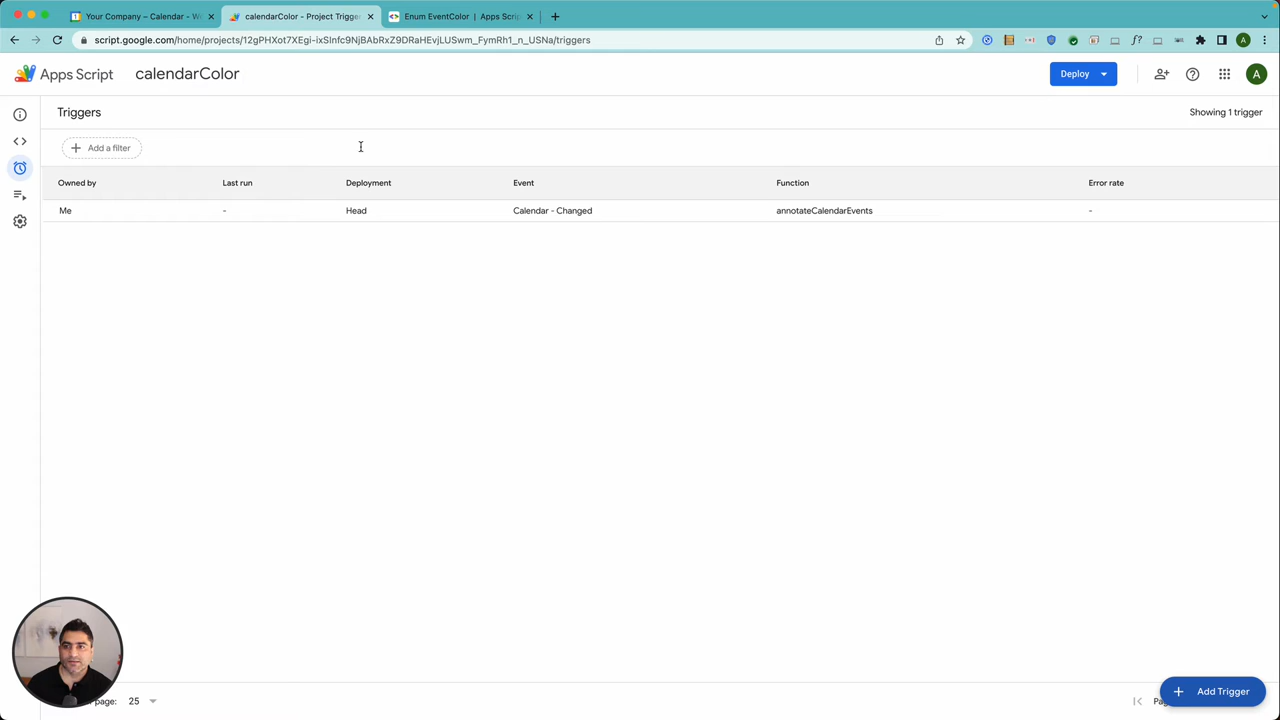 Your Company – Calendar - W
calendarColor - Project Trigger
Enum EventColor | Apps Scrip
script.google.com/home/projects/12gPHXot7XEgi-ixSInfc9NjBAbRxZ9DRaHEvjLUSwm_FymRh1_n_USNa/triggers
A
Apps Script
calendarColor
Deploy
A
Triggers
Showing 1 trigger
Add a filter
Owned by Last run Deployment Event Function Error rate
Me - Head Calendar - Changed annotateCalendarEvents -
page: 25
Add Trigger